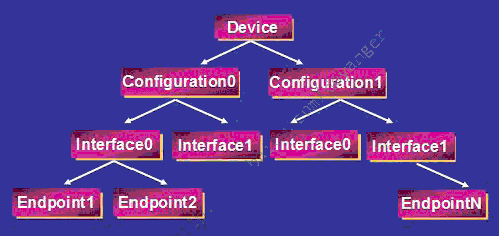 Device
Configuration0
Configuration1
Interface0
Interface1
Interface0
Interface1
Endpoint1
Endpoint2
EndpointN